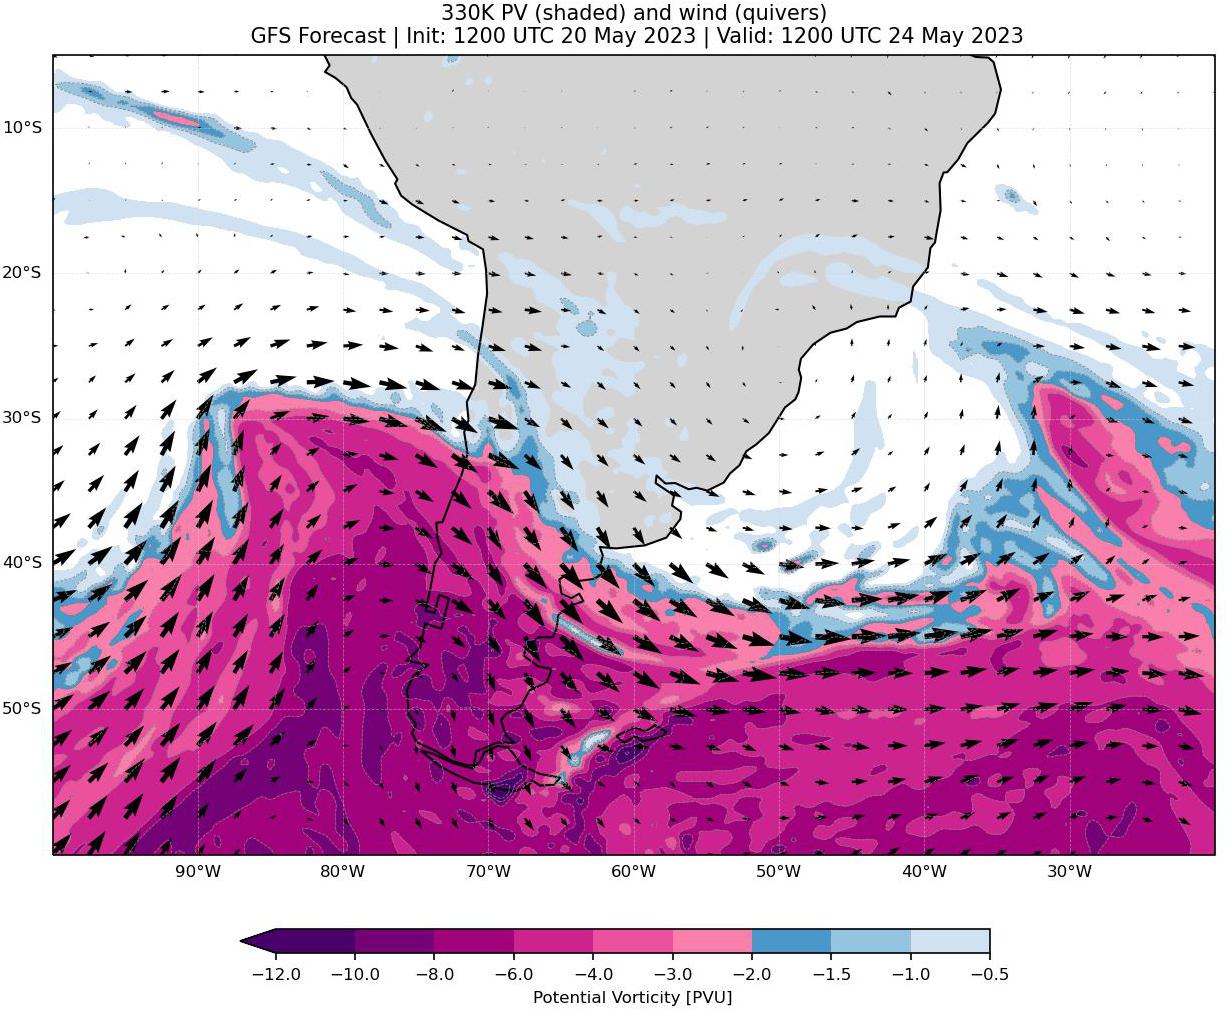 330K PV (shaded) and wind (quivers)
GFS Forecast | Init: 1200 UTC 20 May 2023 | Valid: 1200 UTC 24 May 2023
10°S
20°S
30°S
40°S
50°S
90°W 80°W 70°W 60°W 50°W 40°W 30°W
−12.0 −10.0 −8.0 −6.0 −4.0 −3.0 −2.0 −1.5 −1.0 −0.5
Potential Vorticity [PVU]